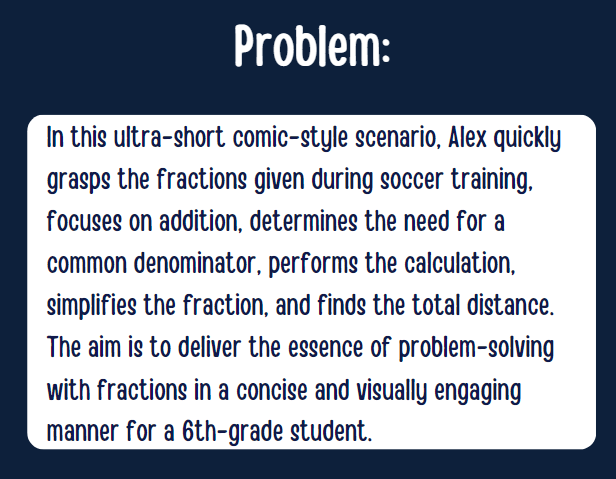 Problem:
In this ultra-short comic-style scenario, Alex quickly
grasps the fractions given during soccer training,
focuses on addition, determines the need for a
common denominator, performs the calculation,
simplifies the fraction, and finds the total distance.
The aim is to deliver the essence of problem-solving
with fractions in a concise and visually engaging
manner for a 6th-grade student.